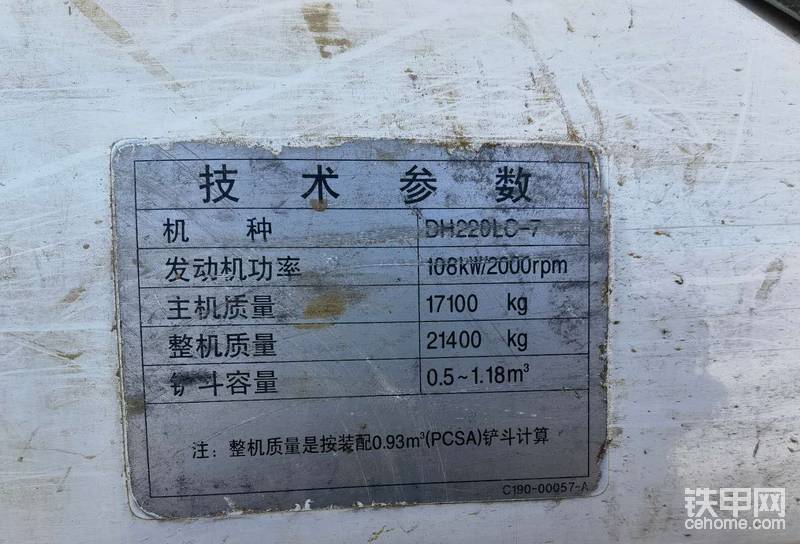 技术参数
机种 DH220LC-7
发动机功率 108kW/2000rpm
主机质量 17100 kg
整机质量 21400 kg
铲斗容量 0.5~1.18m³
注：整机质量是按装配0.93m³(PCSA)铲斗计算
C190-00057-A
铁甲网
cehome.com